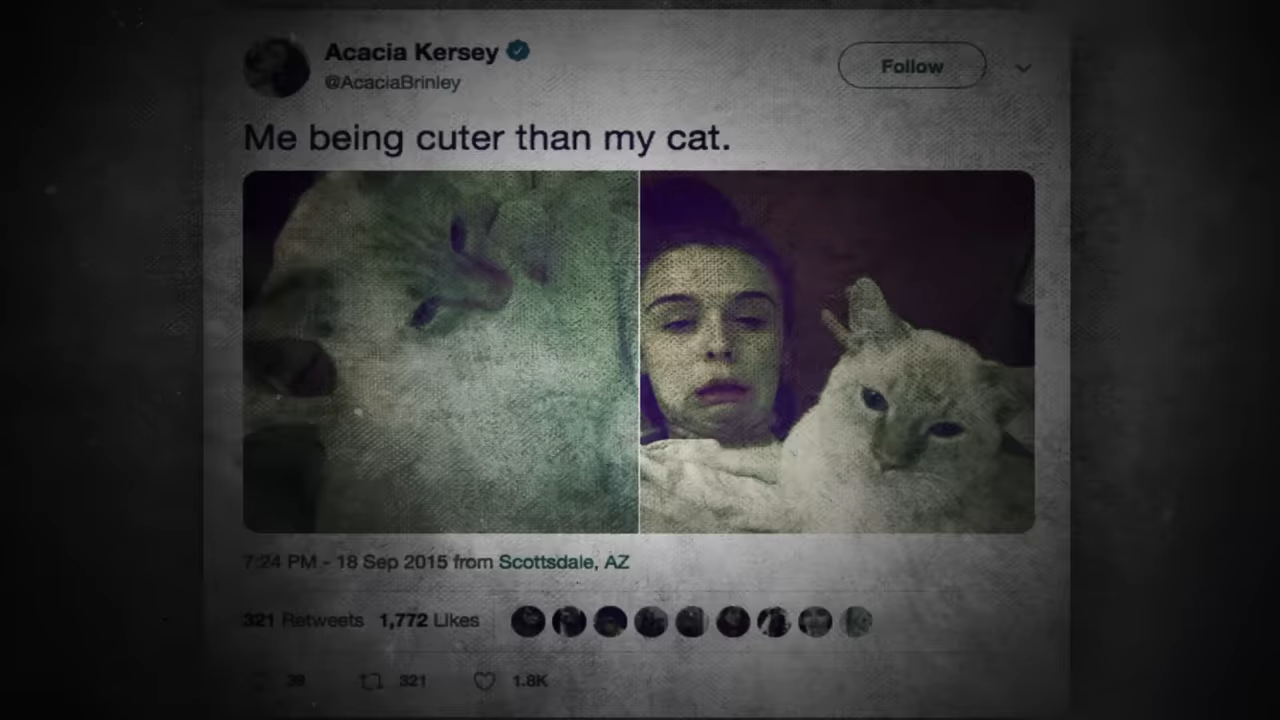 Acacia Kersey
Follow
@AcaciaBrinley
Me being cuter than my cat.
7:24 PM - 18 Sep 2015 from Scottsdale, AZ
321 Retweets 1,772 Likes
39 321 1.8K